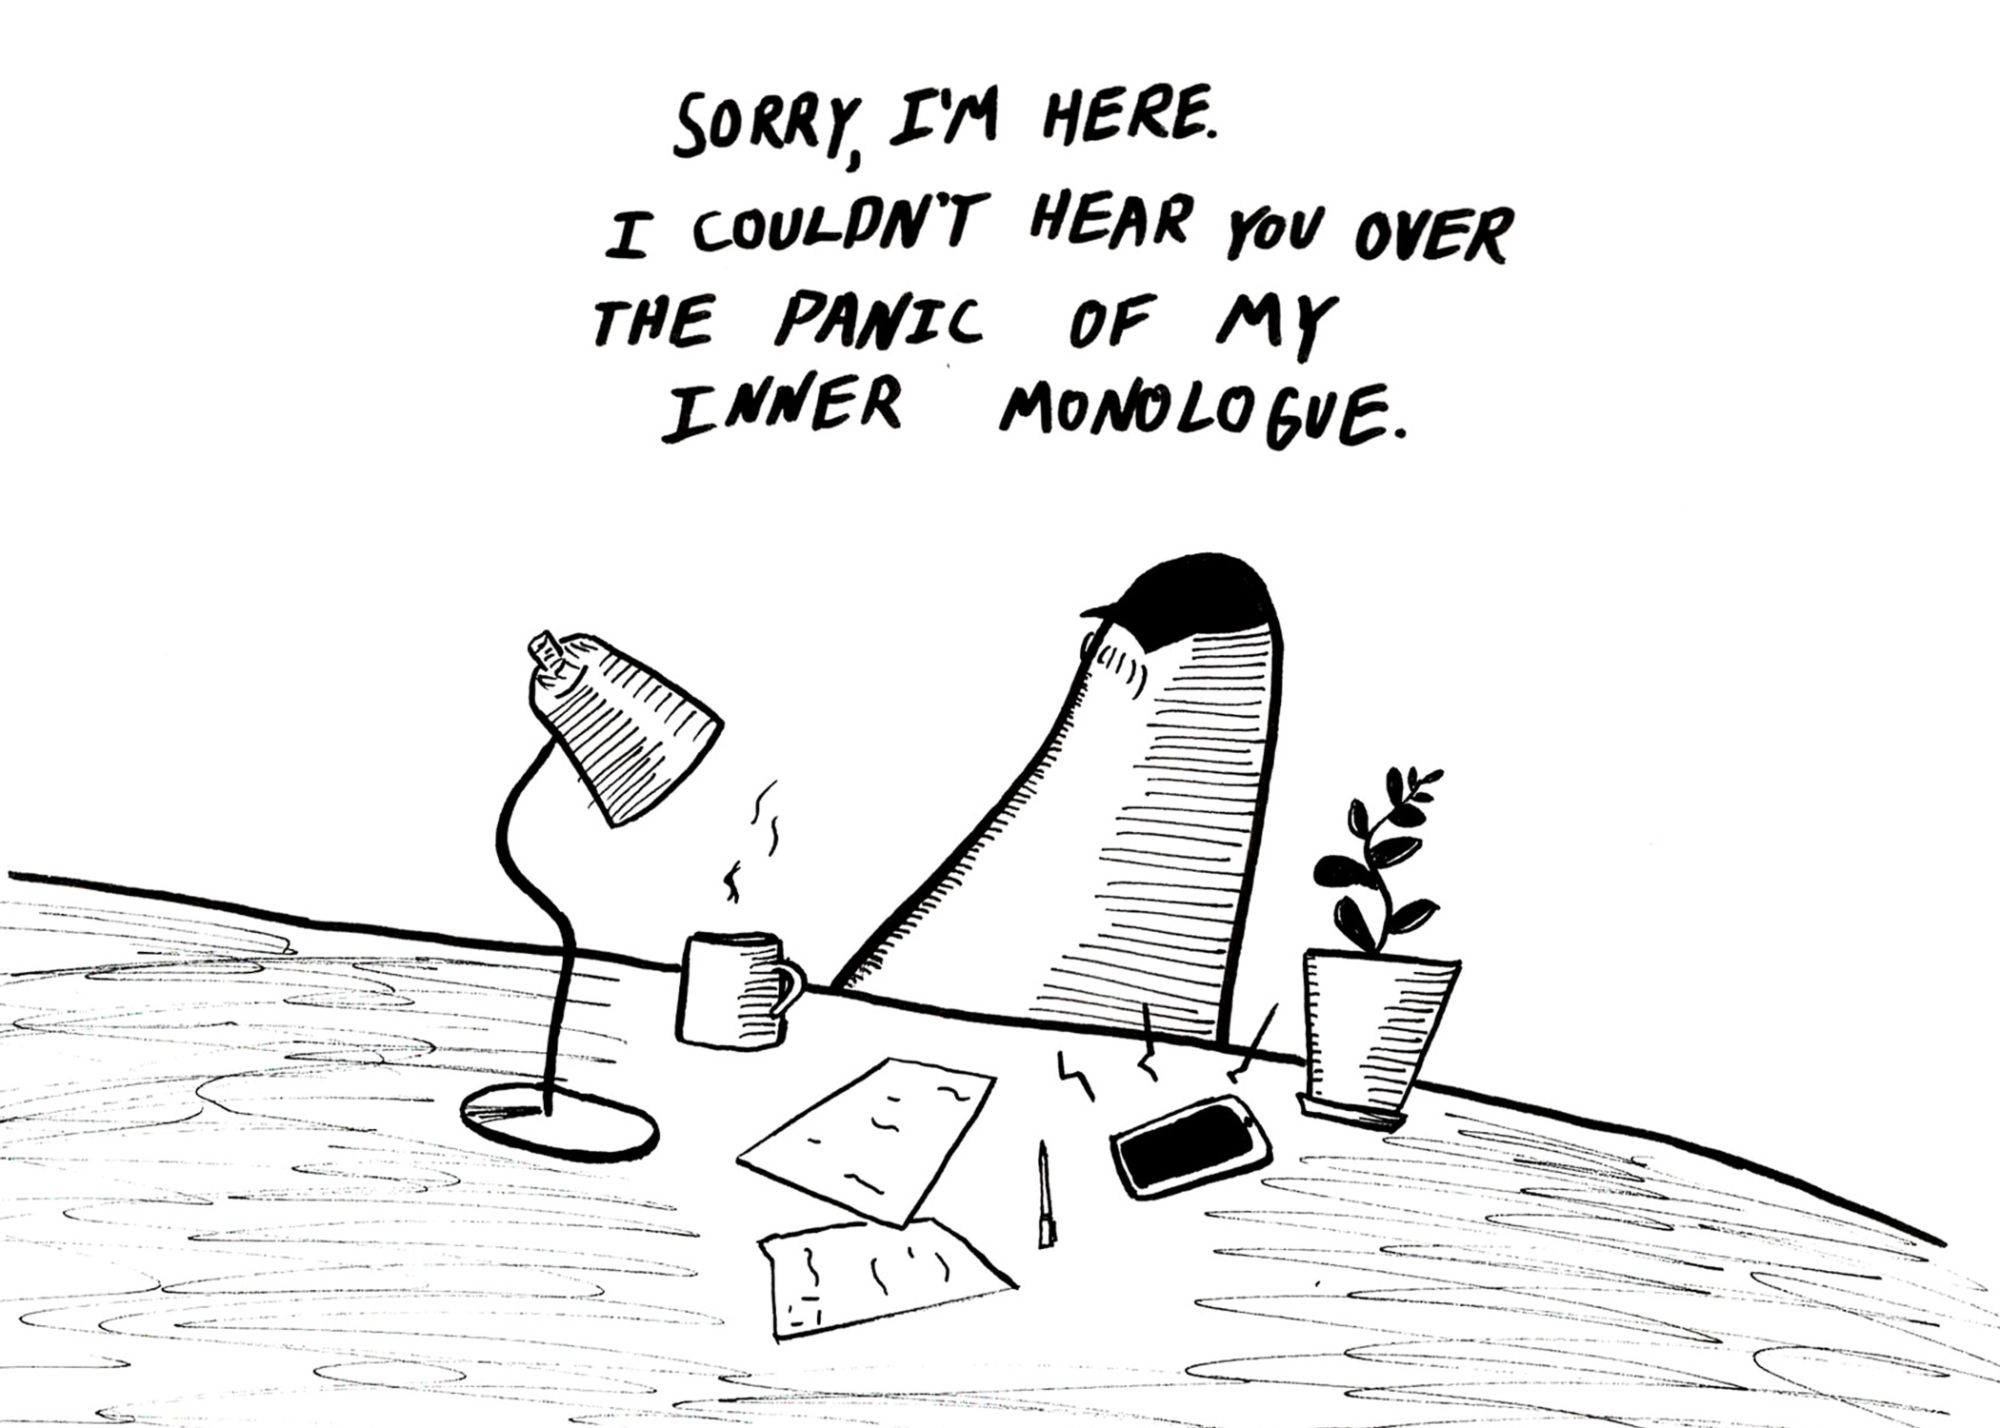 SORRY, I'M HERE.
I COULDN'T HEAR YOU OVER
THE PANIC OF MY
INNER MONOLOGUE.